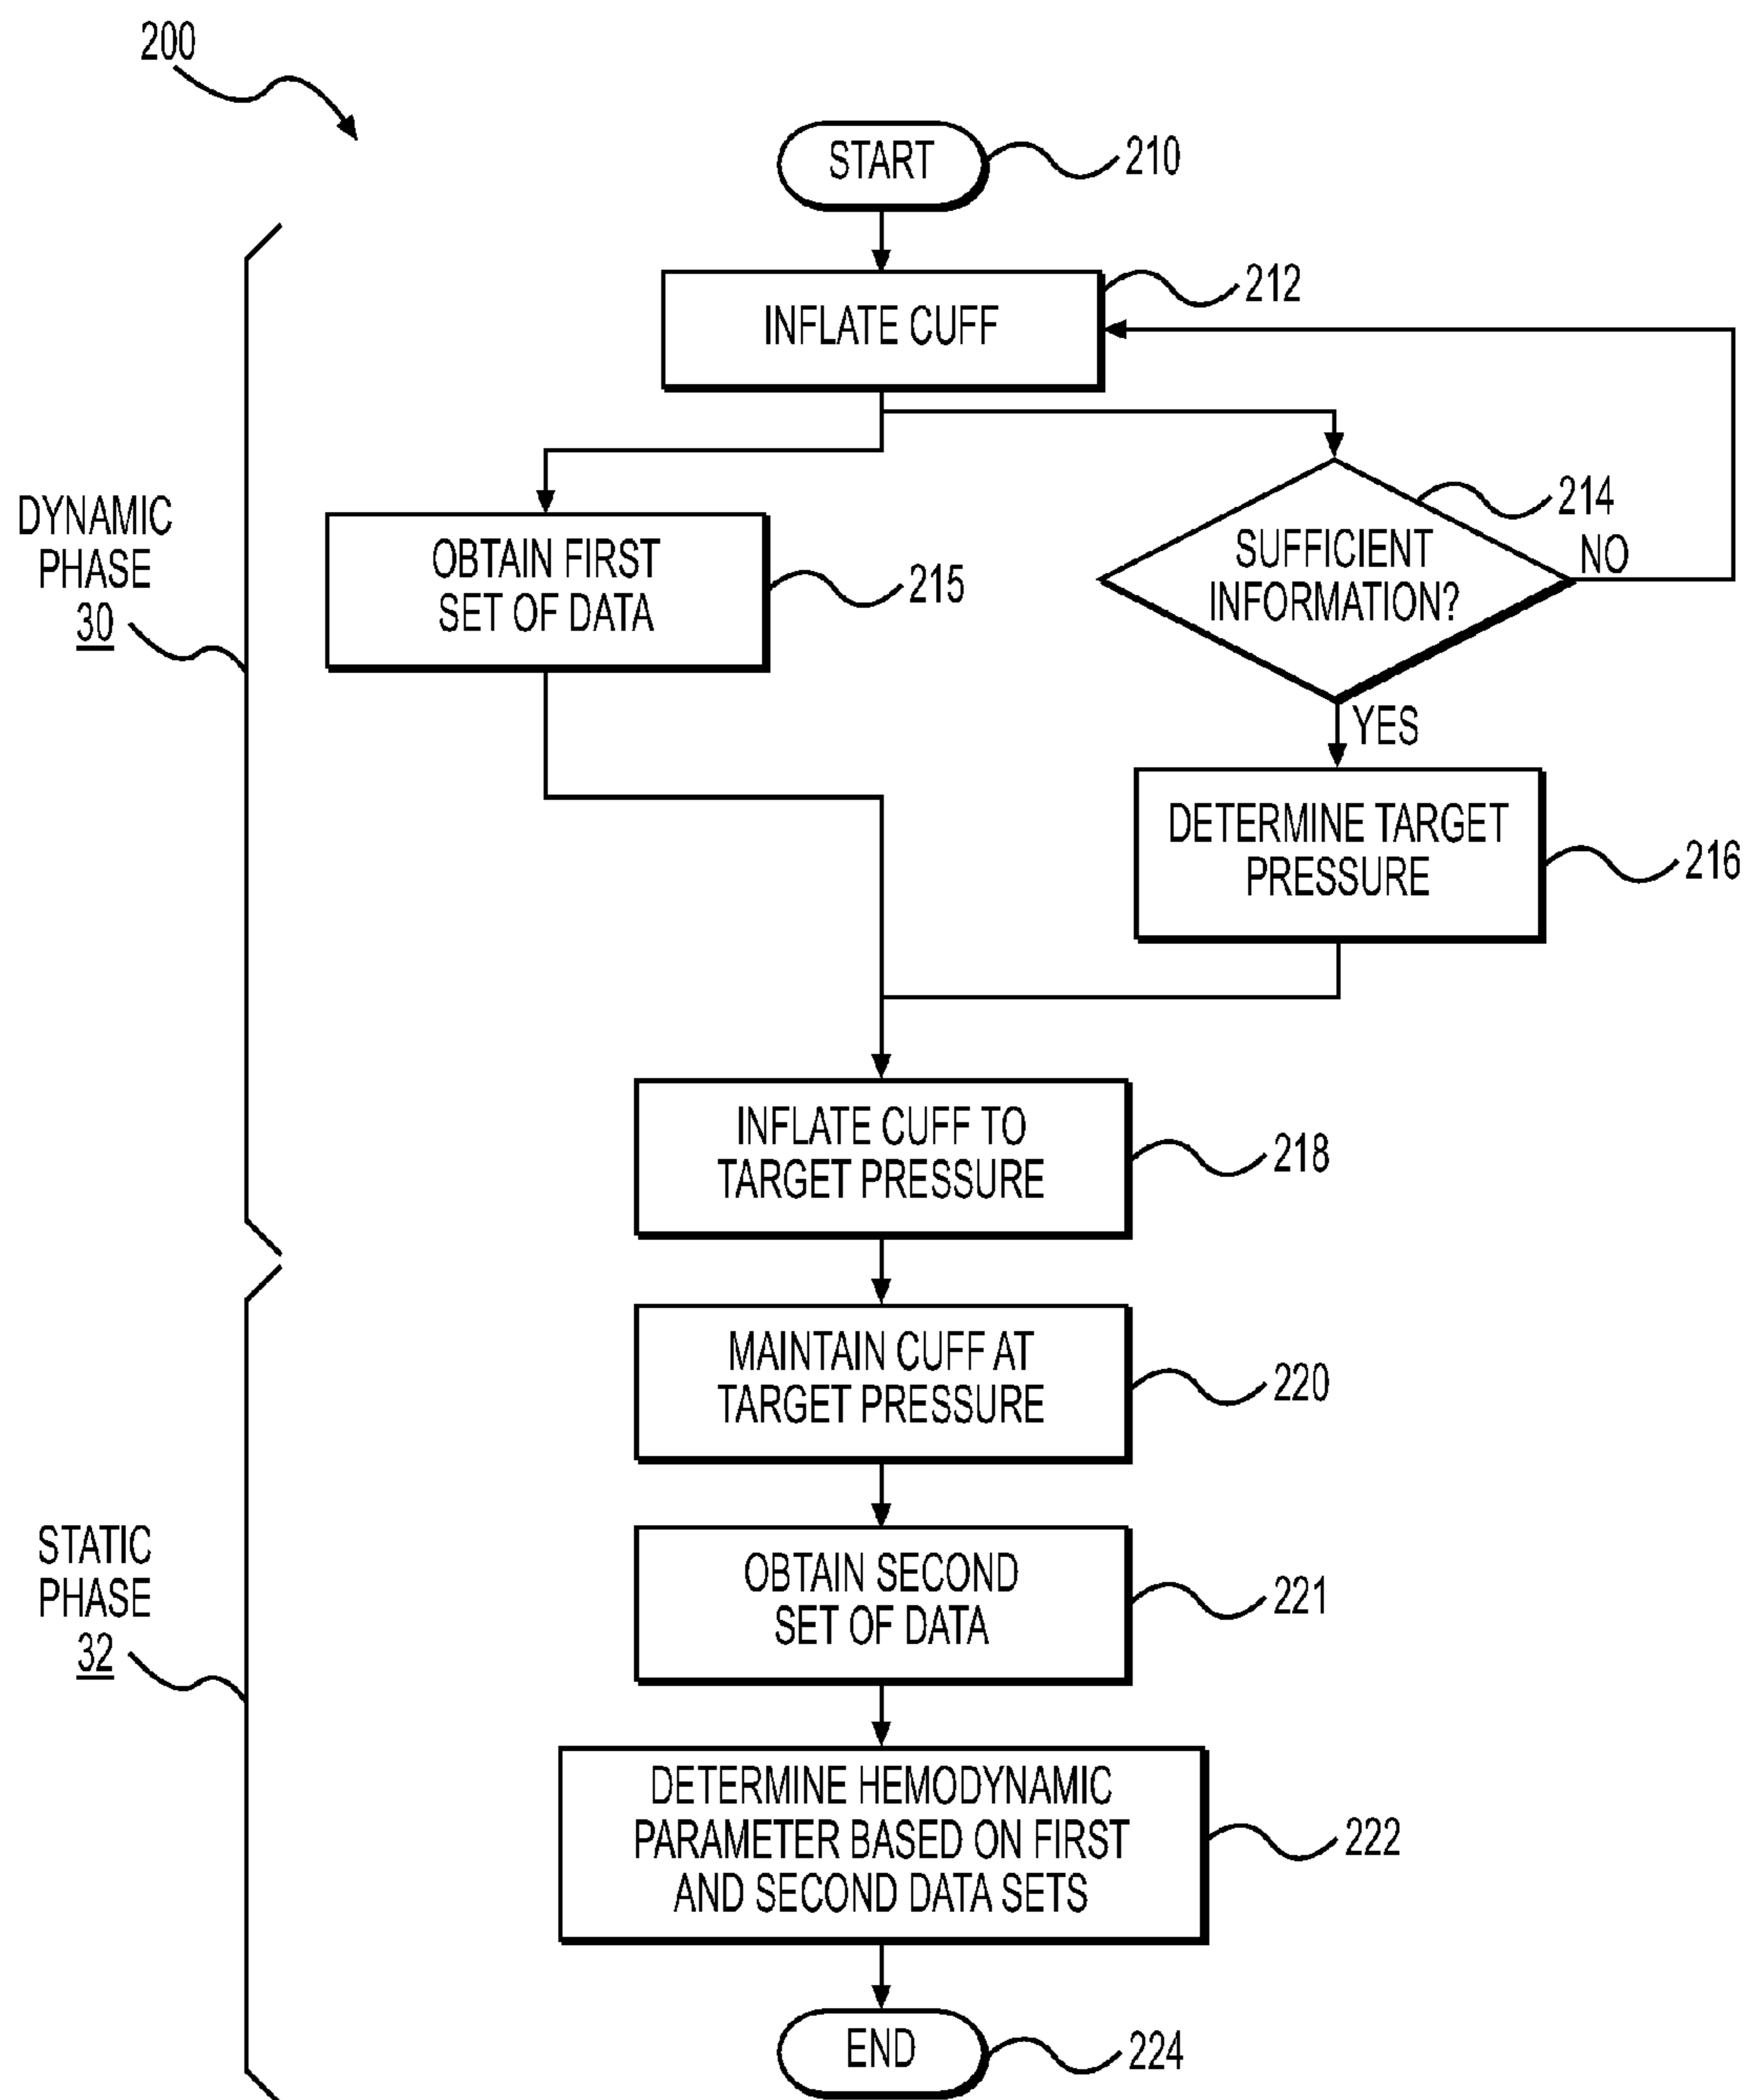 200
START
210
INFLATE CUFF
212
DYNAMIC
PHASE
30
OBTAIN FIRST
SET OF DATA
215
SUFFICIENT
INFORMATION?
214
NO
YES
DETERMINE TARGET
PRESSURE
216
INFLATE CUFF TO
TARGET PRESSURE
218
MAINTAIN CUFF AT
TARGET PRESSURE
220
STATIC
PHASE
32
OBTAIN SECOND
SET OF DATA
221
DETERMINE HEMODYNAMIC
PARAMETER BASED ON FIRST
AND SECOND DATA SETS
222
END
224